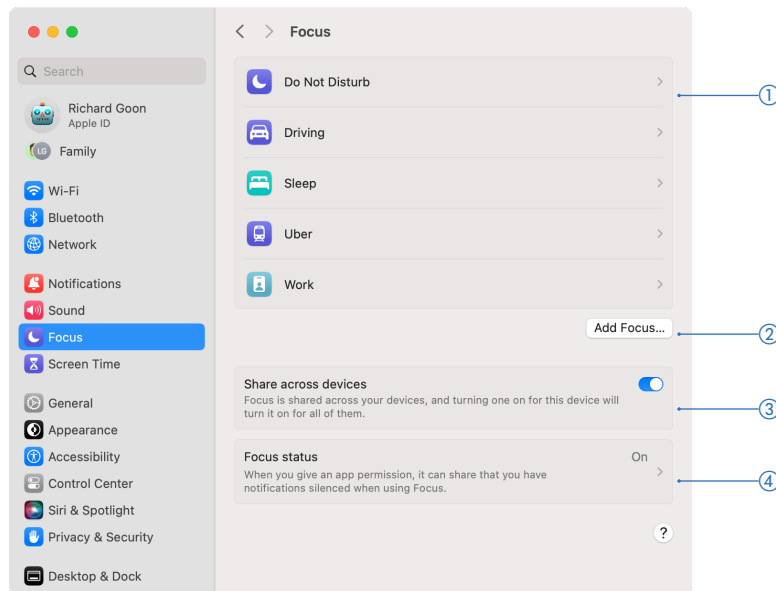 Focus
Search
Richard Goon
Apple ID
LG
Family
Wi-Fi
Bluetooth
Network
Notifications
Sound
Focus
Screen Time
General
Appearance
Accessibility
Control Center
Siri & Spotlight
Privacy & Security
Desktop & Dock
Do Not Disturb
Driving
Sleep
Uber
Work
Add Focus...
Share across devices
Focus is shared across your devices, and turning one on for this device will
turn it on for all of them.
Focus status
On
When you give an app permission, it can share that you have
notifications silenced when using Focus.
?
1
2
3
4